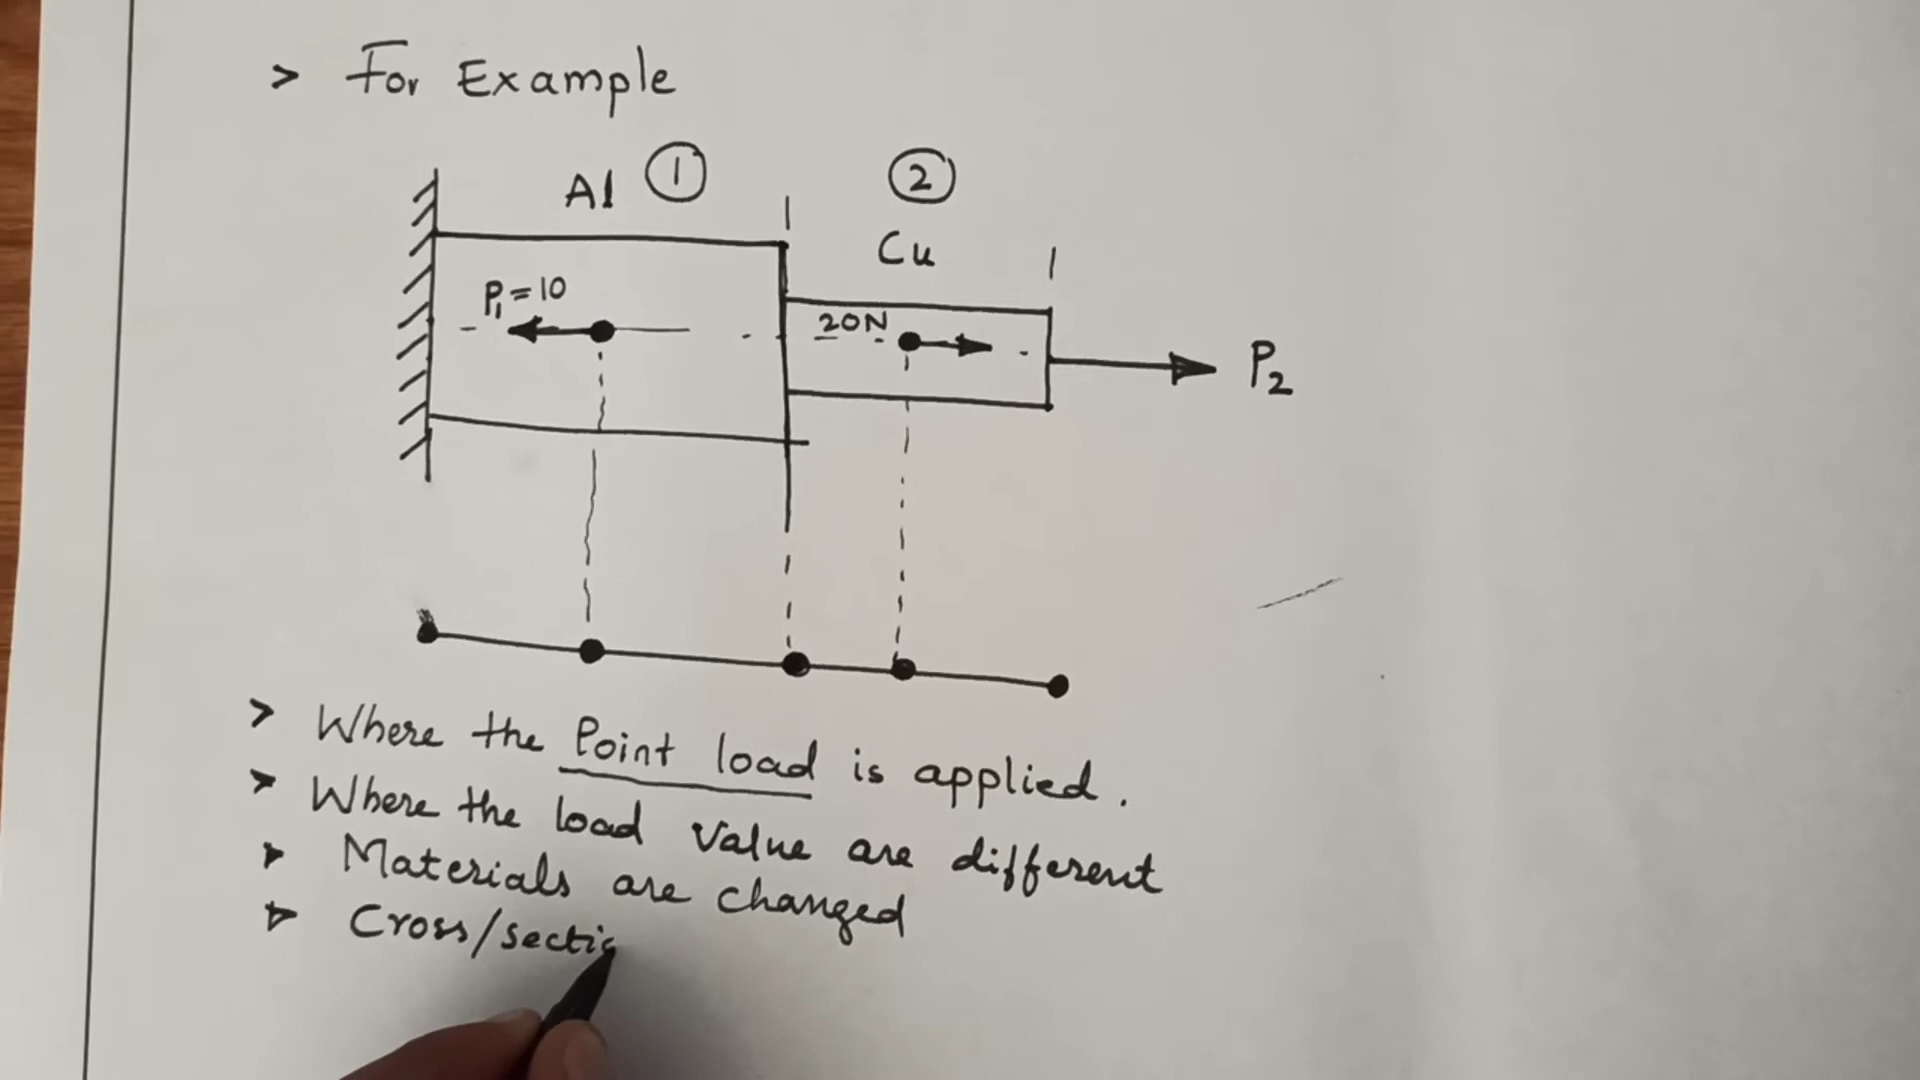 > For Example
Al ①
②
Cu
P₁ = 10
20N
P₂
> Where the Point load is applied.
> Where the load Value are different
> Materials are changed
> Cross/sectio